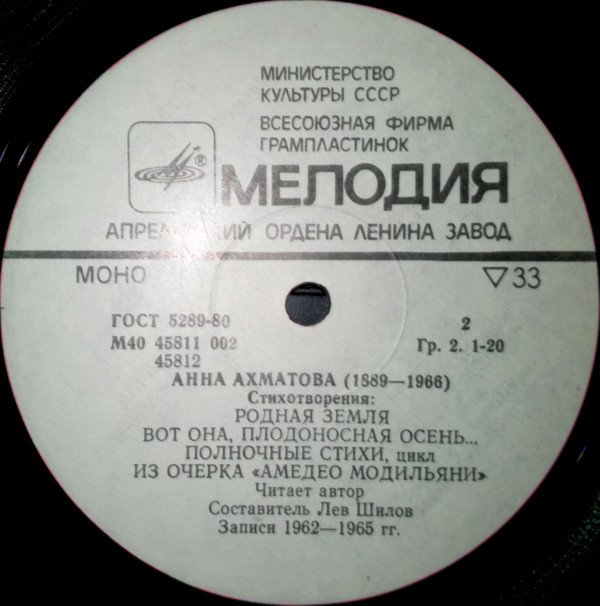 МИНИСТЕРСТВО
КУЛЬТУРЫ СССР
ВСЕСОЮЗНАЯ ФИРМА
ГРАМПЛАСТИНОК
®
МЕЛОДИЯ
АПРЕЛЕВСКИЙ ОРДЕНА ЛЕНИНА ЗАВОД
МОНО ▽33
ГОСТ 5289-80 2
М40 45811 002 Гр. 2. 1-20
45812
АННА АХМАТОВА (1889—1966)
Стихотворения:
РОДНАЯ ЗЕМЛЯ
ВОТ ОНА, ПЛОДОНОСНАЯ ОСЕНЬ...
ПОЛНОЧНЫЕ СТИХИ, цикл
ИЗ ОЧЕРКА «АМЕДЕО МОДИЛЬЯНИ»
Читает автор
Составитель Лев Шилов
Записи 1962—1965 гг.